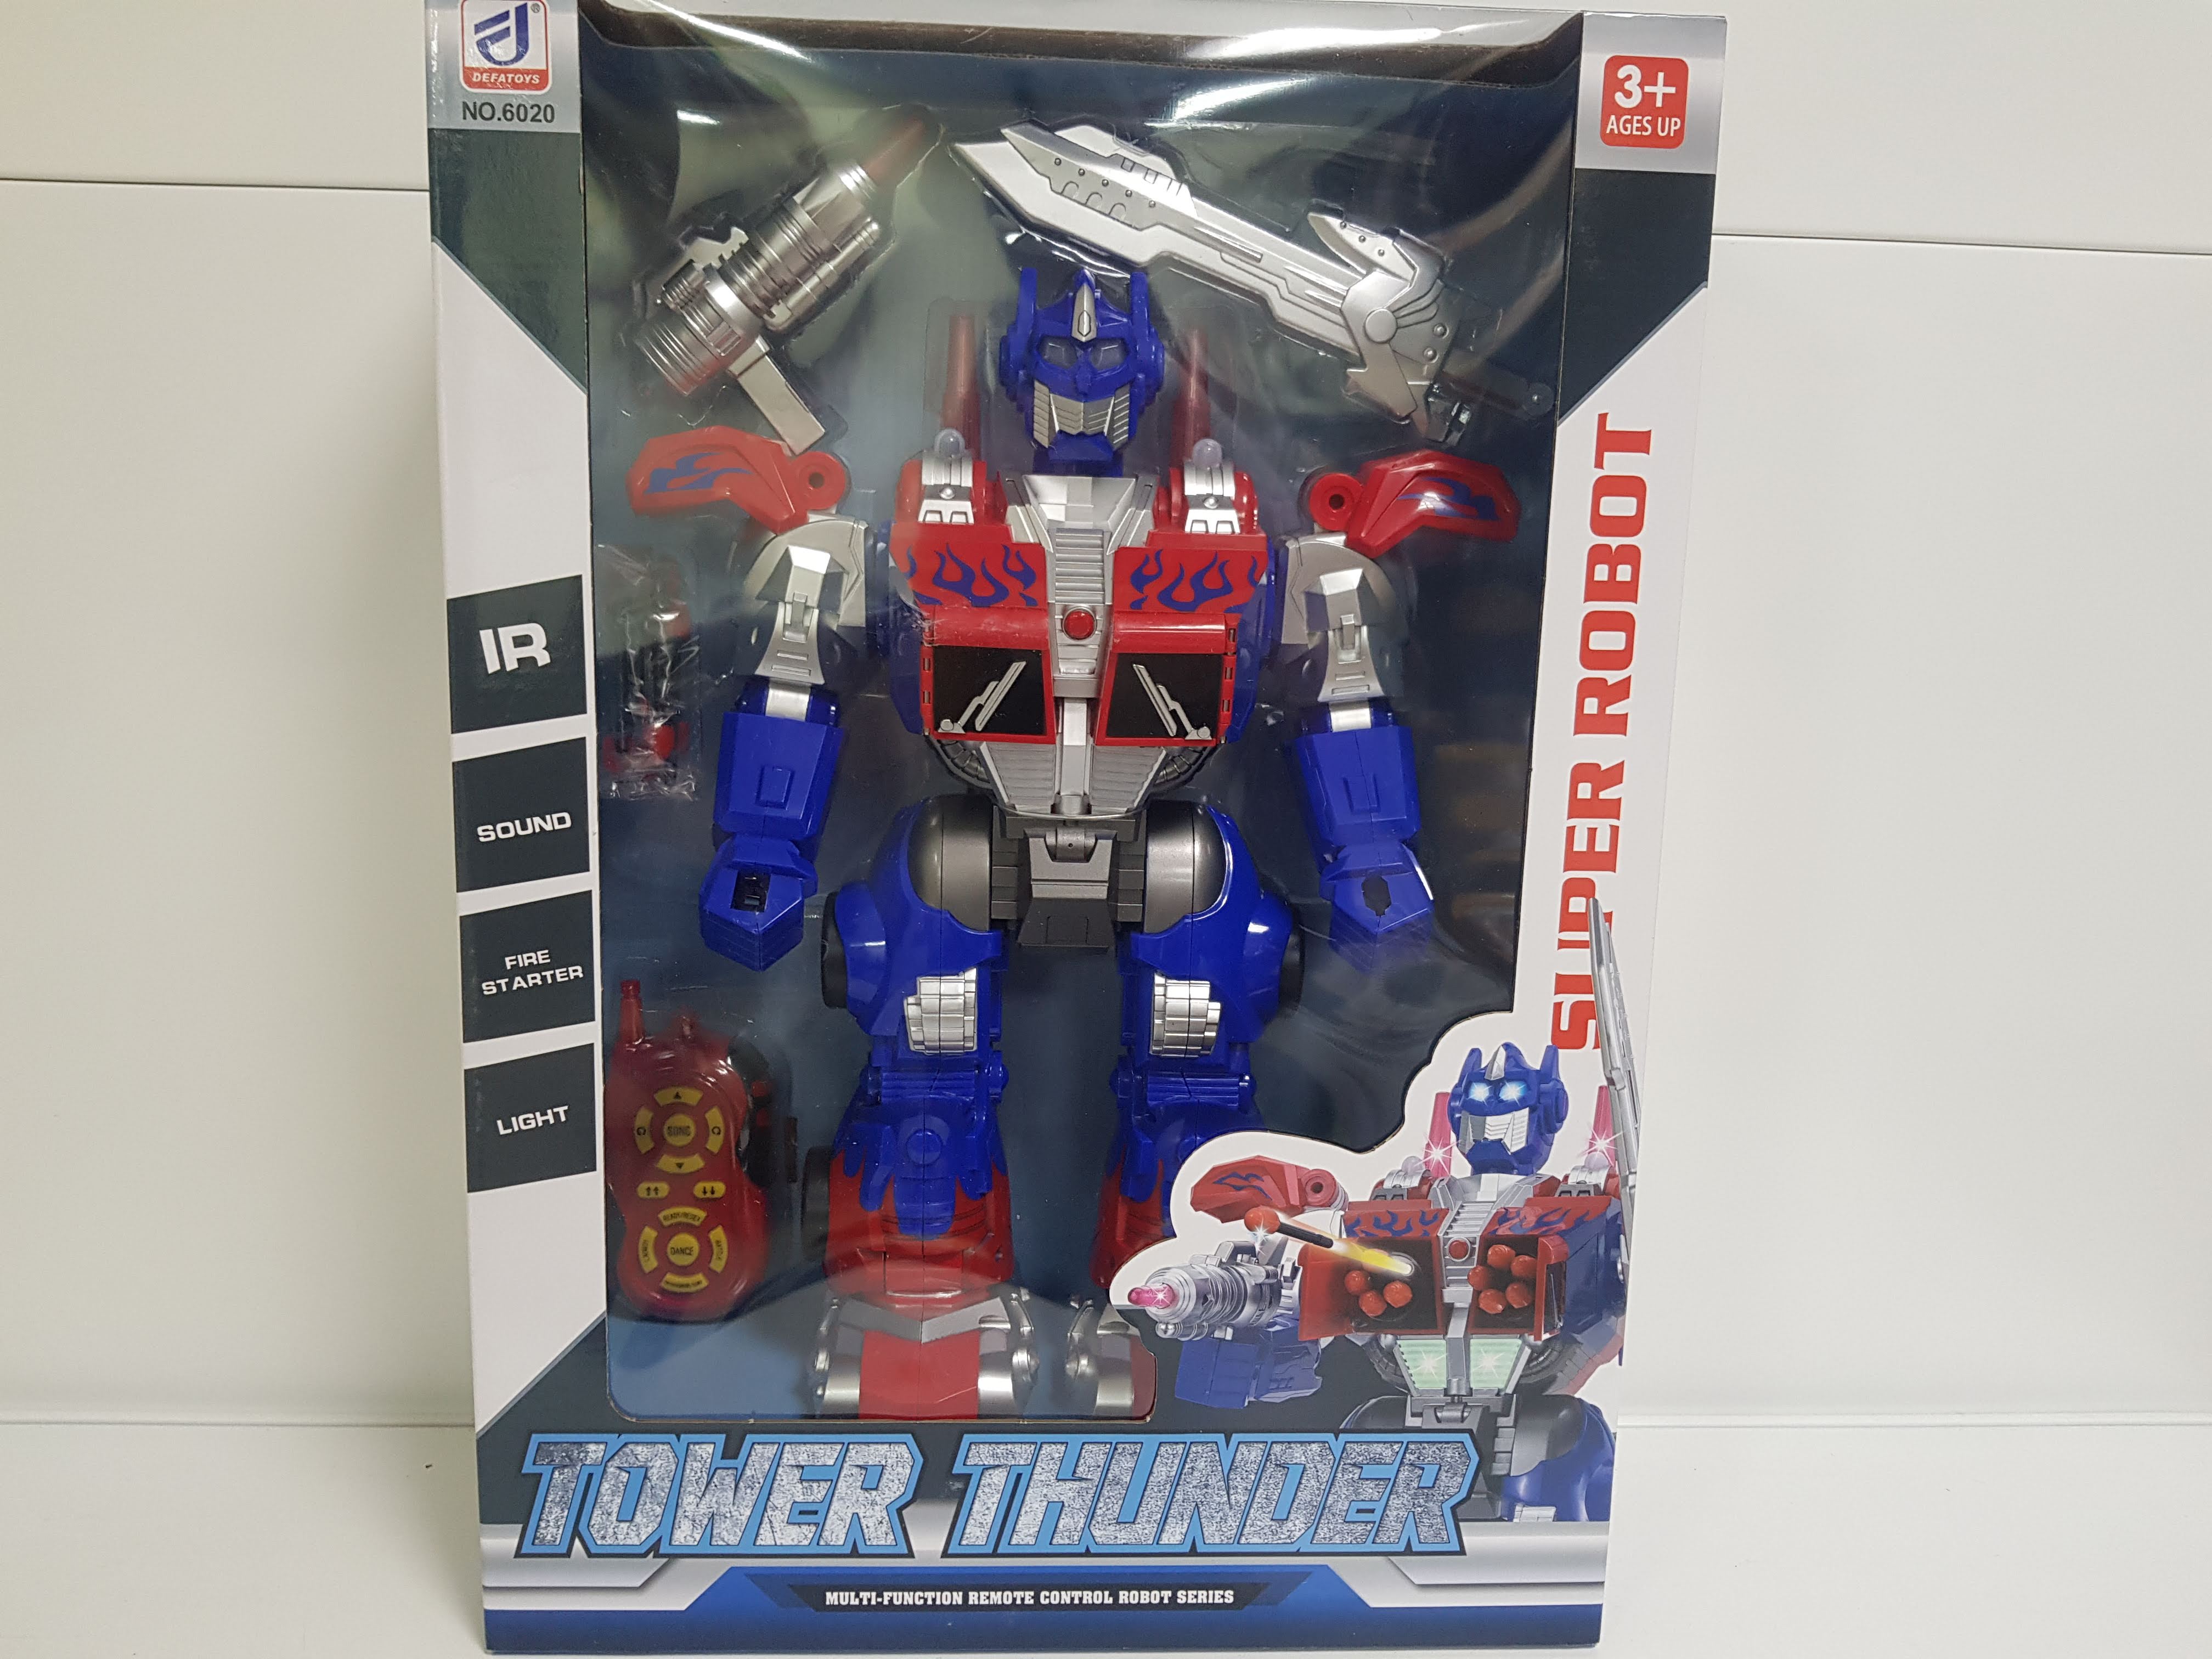 DEFATOYS
NO.6020
3+
AGES UP
SUPER ROBOT
IR
SOUND
FIRE
STARTER
LIGHT
SONG
DANCE
TOWER THUNDER
MULTI-FUNCTION REMOTE CONTROL ROBOT SERIES